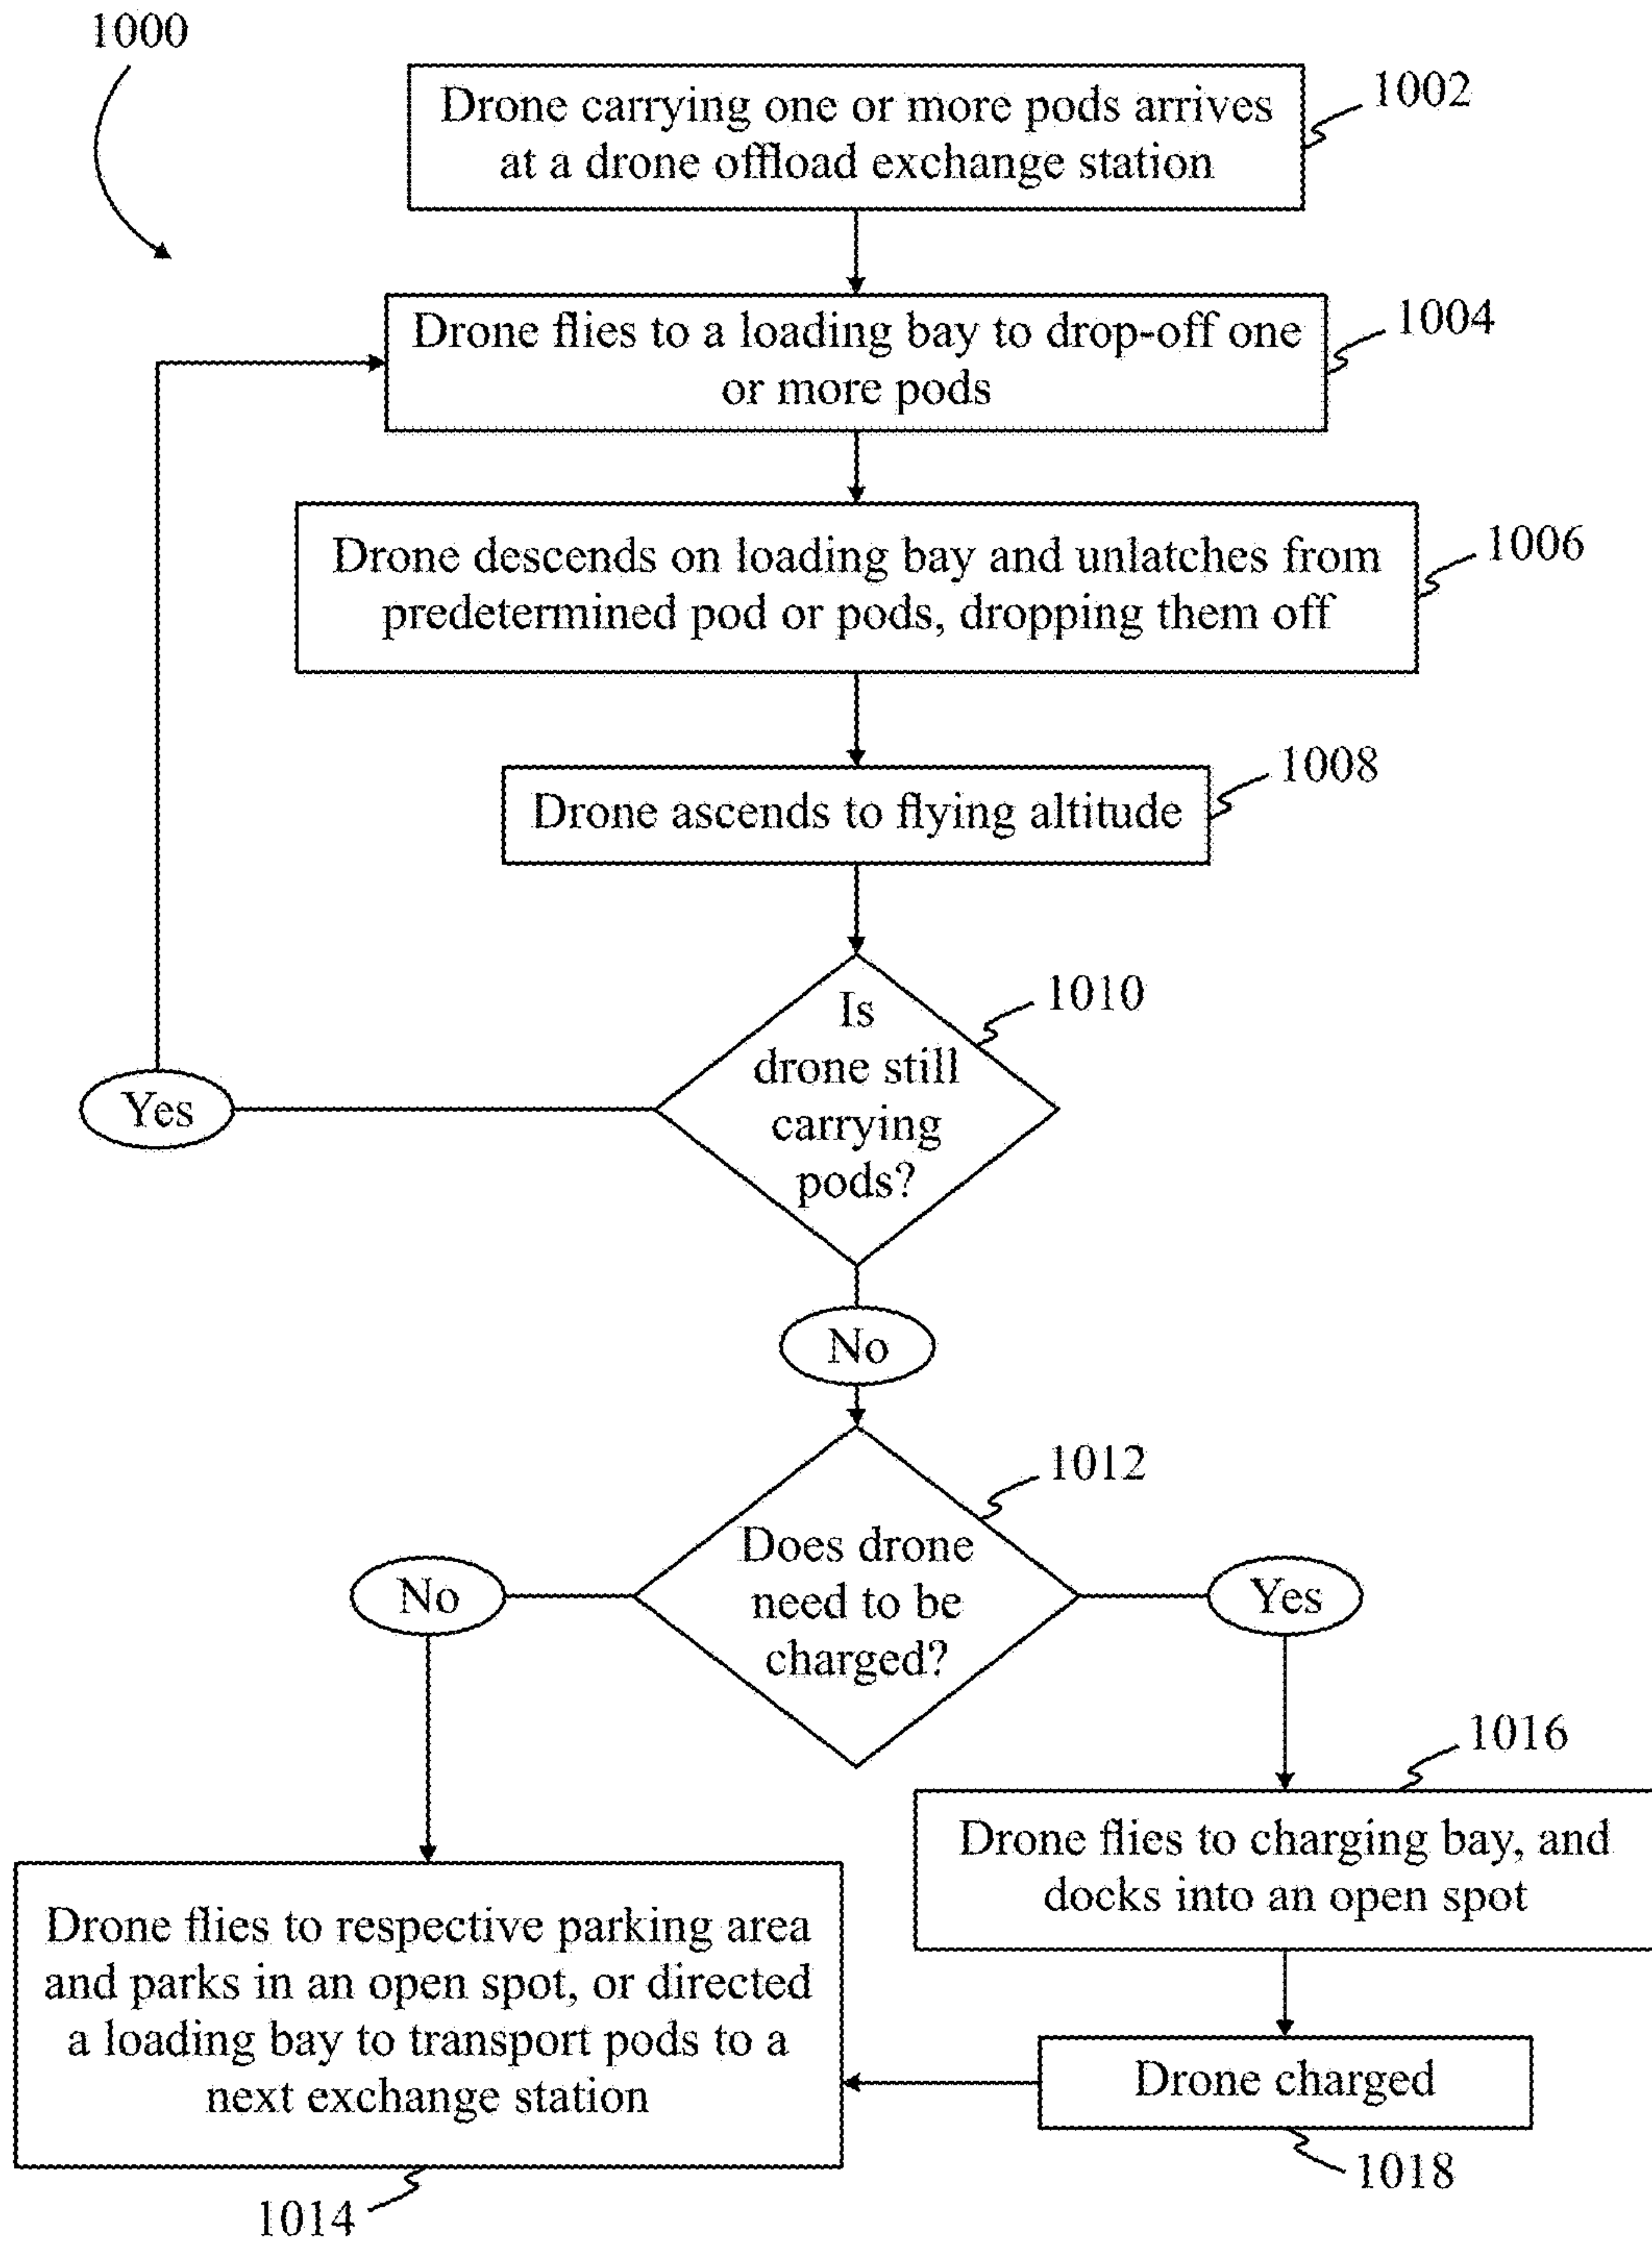 1000
Drone carrying one or more pods arrives
at a drone offload exchange station
1002
Drone flies to a loading bay to drop-off one
or more pods
1004
Drone descends on loading bay and unlatches from
predetermined pod or pods, dropping them off
1006
Drone ascends to flying altitude
1008
Is
drone still
carrying
pods?
1010
Yes
No
Does drone
need to be
charged?
1012
No
Yes
Drone flies to charging bay, and
docks into an open spot
1016
Drone flies to respective parking area
and parks in an open spot, or directed
a loading bay to transport pods to a
next exchange station
1014
Drone charged
1018